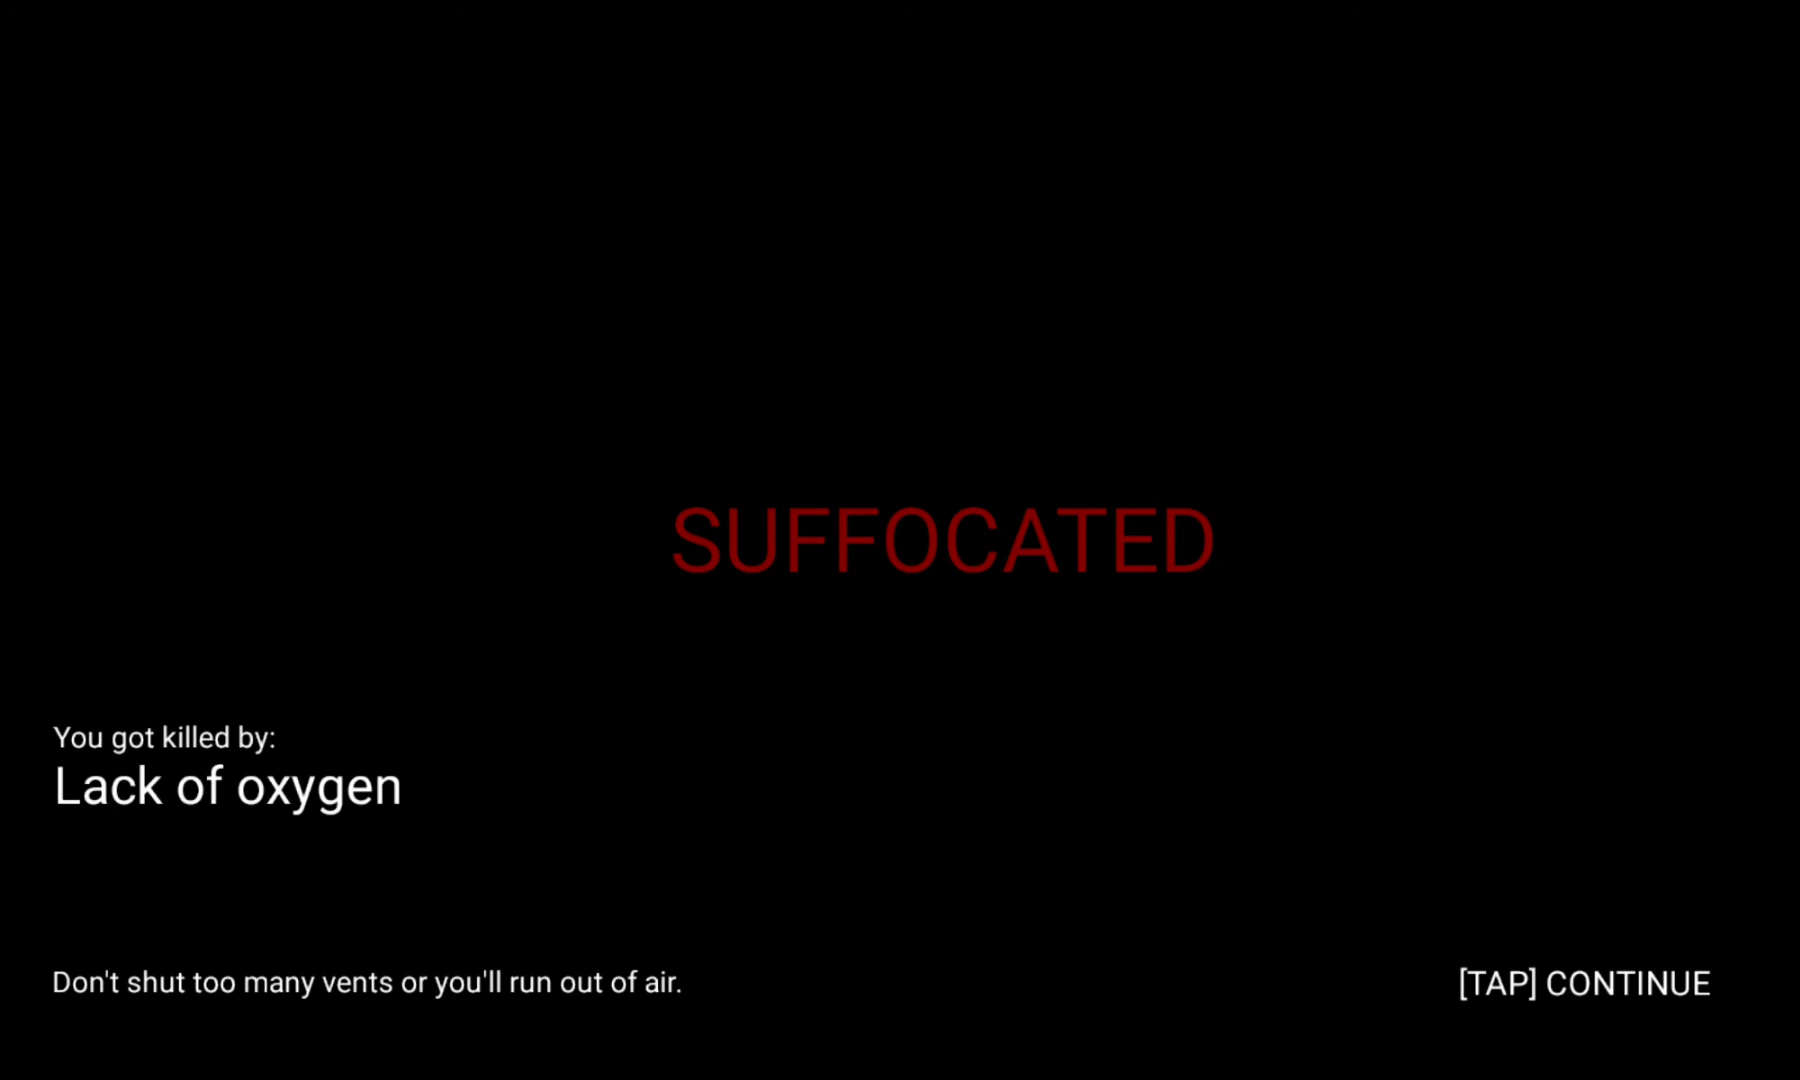 SUFFOCATED
You got killed by:
Lack of oxygen
Don't shut too many vents or you'll run out of air.
[TAP] CONTINUE